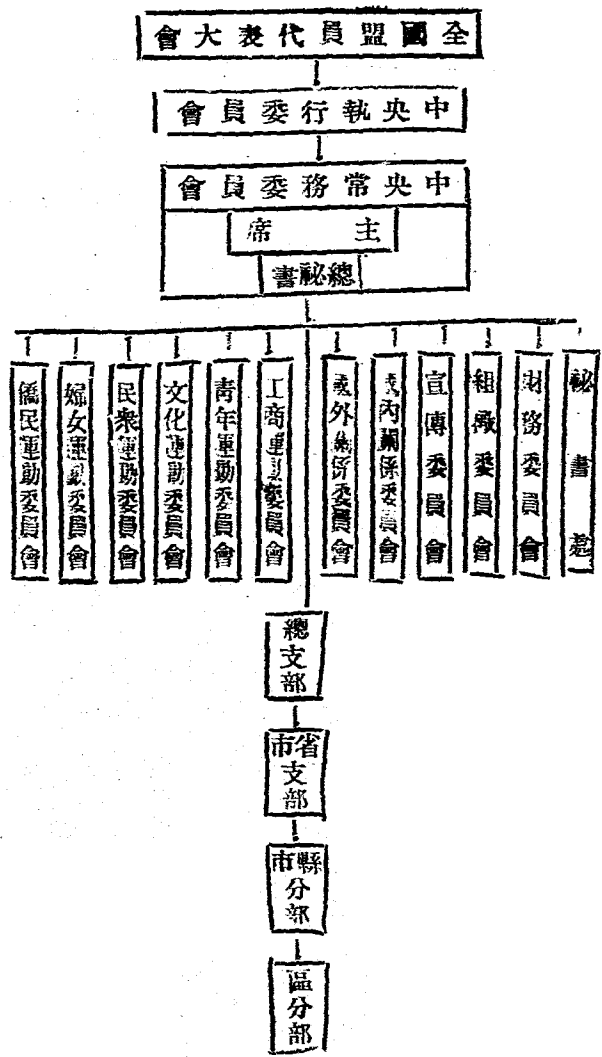 全國盟員代表大會
中央執行委員會
中央常務委員會
主席
總祕書
祕書處
財務委員會
組織委員會
宣傳委員會
國內關係委員會
國外關係委員會
工商運動委員會
青年運動委員會
文化運動委員會
民衆運動委員會
婦女運動委員會
僑民運動委員會
總支部
省市
支部
縣市
分部
區分部